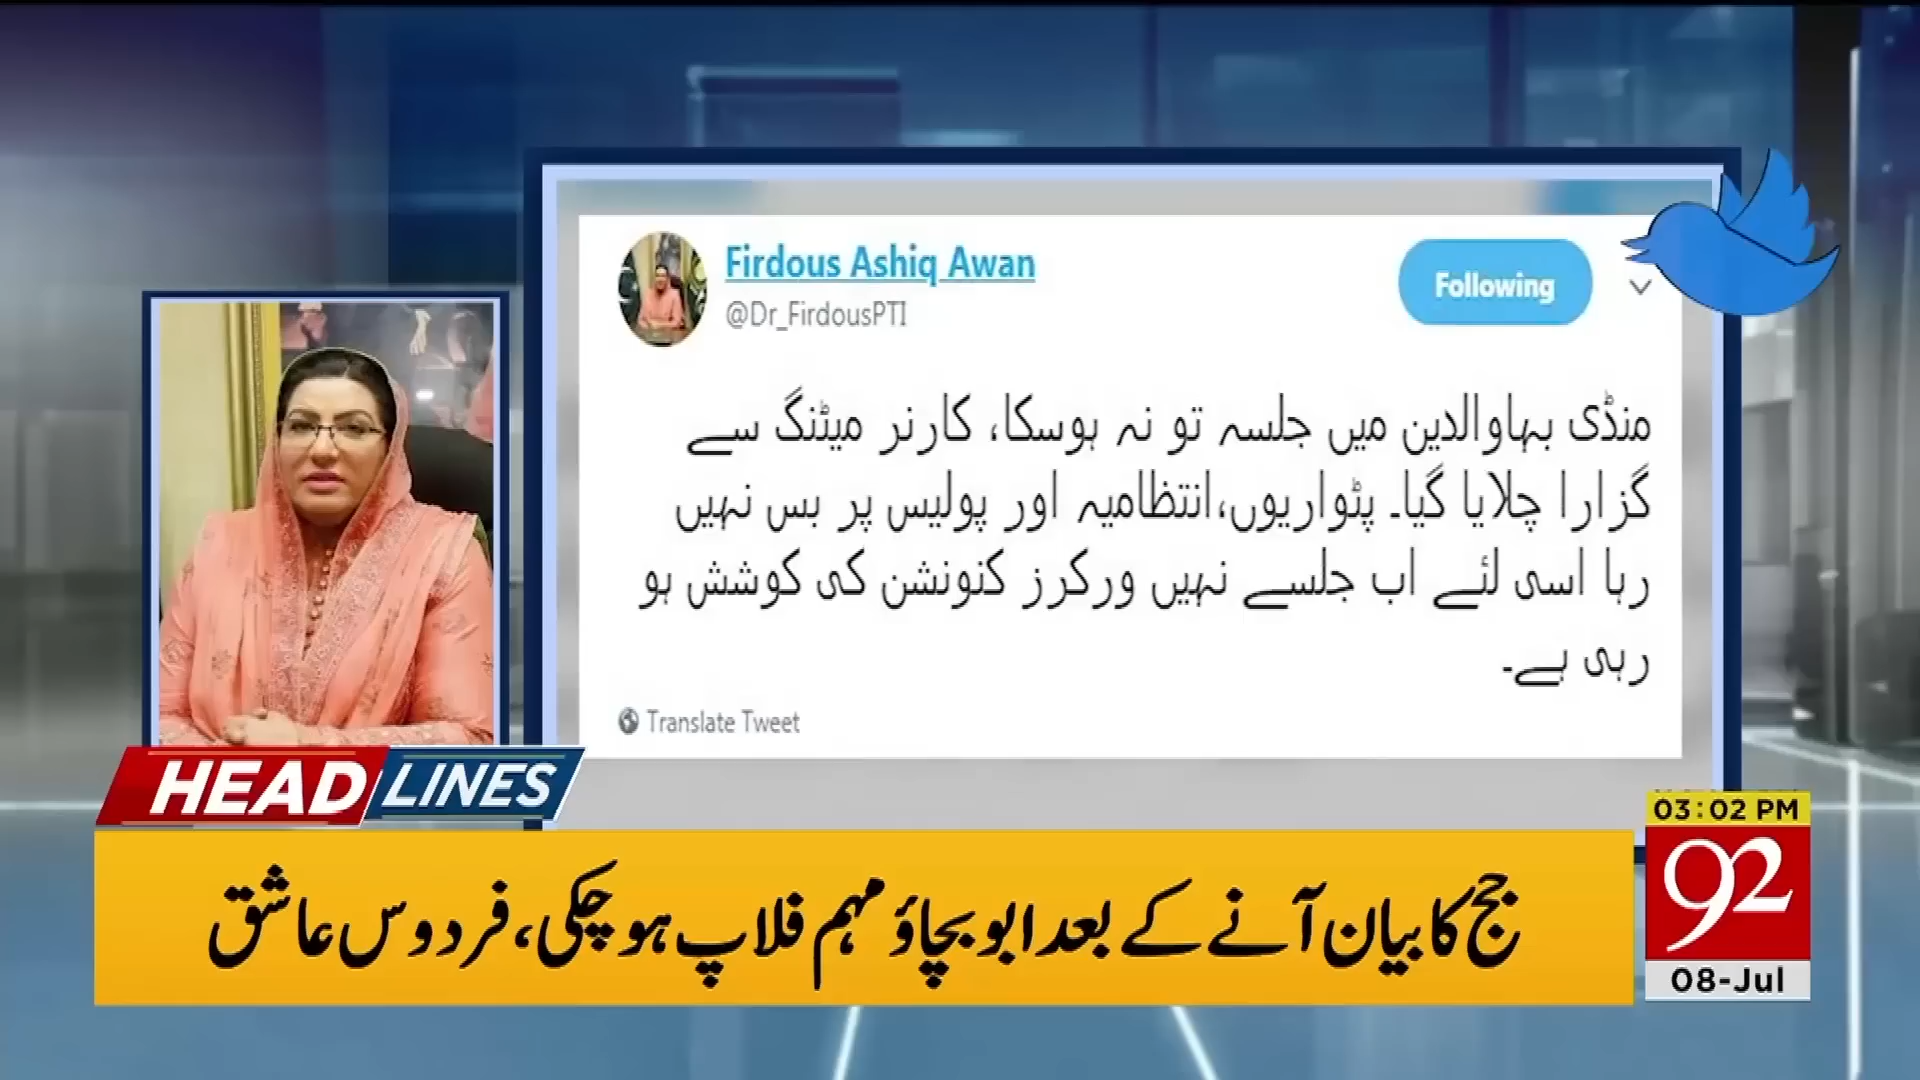 Firdous Ashiq Awan
@Dr_FirdousPTI
Following
منڈی بہاوالدین میں جلسہ تو نہ ہوسکا، کارنر میٹنگ سے
گزارا چلایا گیا۔ پٹواریوں،انتظامیہ اور پولیس پر بس نہیں
رہا اسی لئے اب جلسے نہیں ورکرز کنونشن کی کوشش ہو
رہی ہے۔
Translate Tweet
HEADLINES
03:02 PM
جج کا بیان آنے کے بعد ابو بچاؤ مہم فلاپ ہو چکی، فردوس عاشق
92
08-Jul